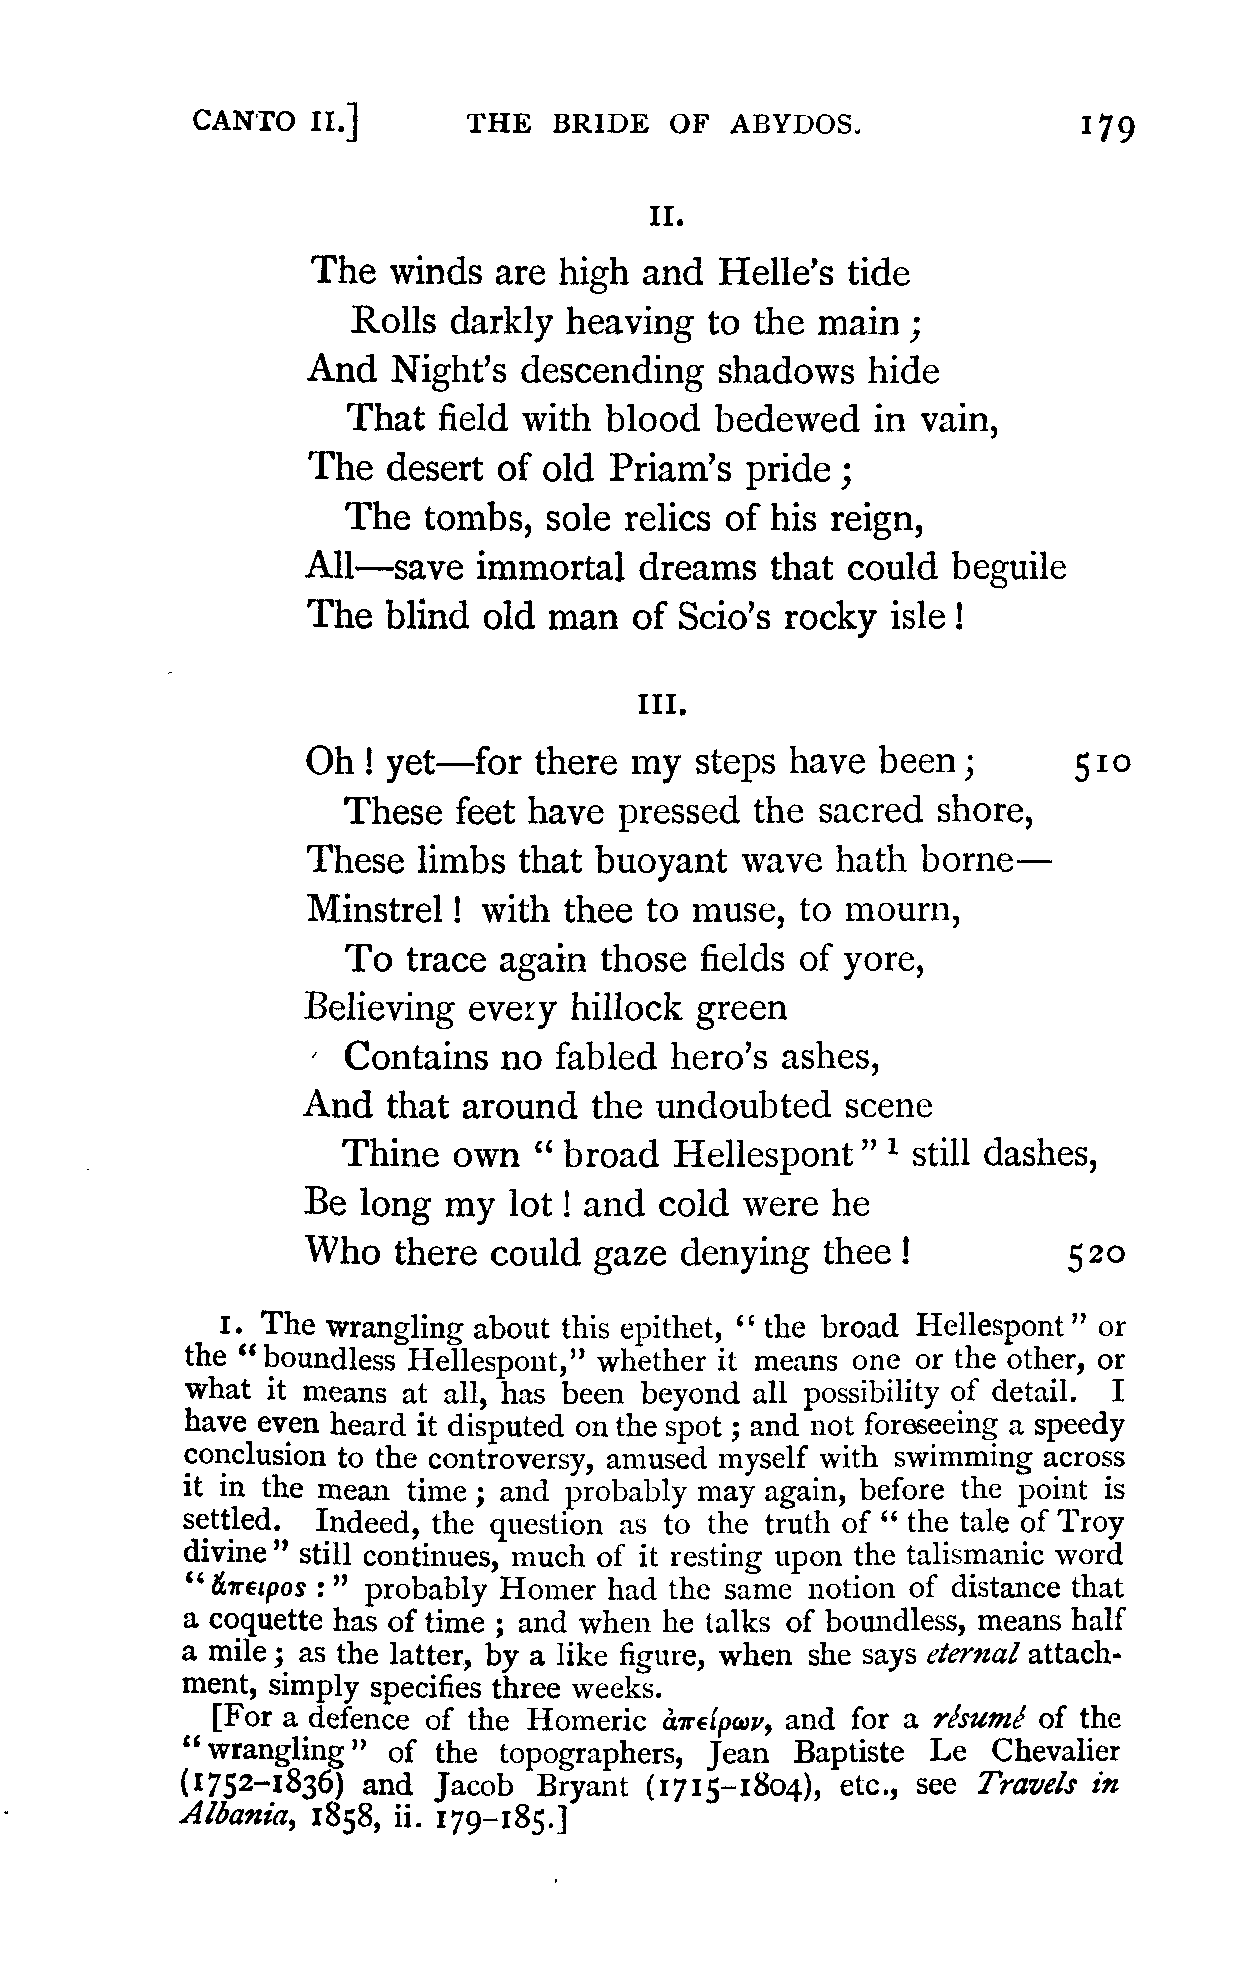 CANTO II.] THE BRIDE OF ABYDOS. 179
II.
The winds are high and Helle's tide
Rolls darkly heaving to the main ;
And Night's descending shadows hide
That field with blood bedewed in vain,
The desert of old Priam's pride ;
The tombs, sole relics of his reign,
All—save immortal dreams that could beguile
The blind old man of Scio's rocky isle !
III.
Oh ! yet—for there my steps have been ; 510
These feet have pressed the sacred shore,
These limbs that buoyant wave hath borne—
Minstrel ! with thee to muse, to mourn,
To trace again those fields of yore,
Believing every hillock green
Contains no fabled hero's ashes,
And that around the undoubted scene
Thine own " broad Hellespont " ¹ still dashes,
Be long my lot ! and cold were he
Who there could gaze denying thee ! 520
1. The wrangling about this epithet, " the broad Hellespont " or
the " boundless Hellespont," whether it means one or the other, or
what it means at all, has been beyond all possibility of detail. I
have even heard it disputed on the spot ; and not foreseeing a speedy
conclusion to the controversy, amused myself with swimming across
it in the mean time ; and probably may again, before the point is
settled. Indeed, the question as to the truth of " the tale of Troy
divine " still continues, much of it resting upon the talismanic word
" ἄπειρος : " probably Homer had the same notion of distance that
a coquette has of time ; and when he talks of boundless, means half
a mile ; as the latter, by a like figure, when she says eternal attach-
ment, simply specifies three weeks.
[For a defence of the Homeric ἀπείρων, and for a résumé of the
" wrangling " of the topographers, Jean Baptiste Le Chevalier
(1752-1836) and Jacob Bryant (1715-1804), etc., see Travels in
Albania, 1858, ii. 179-185.]